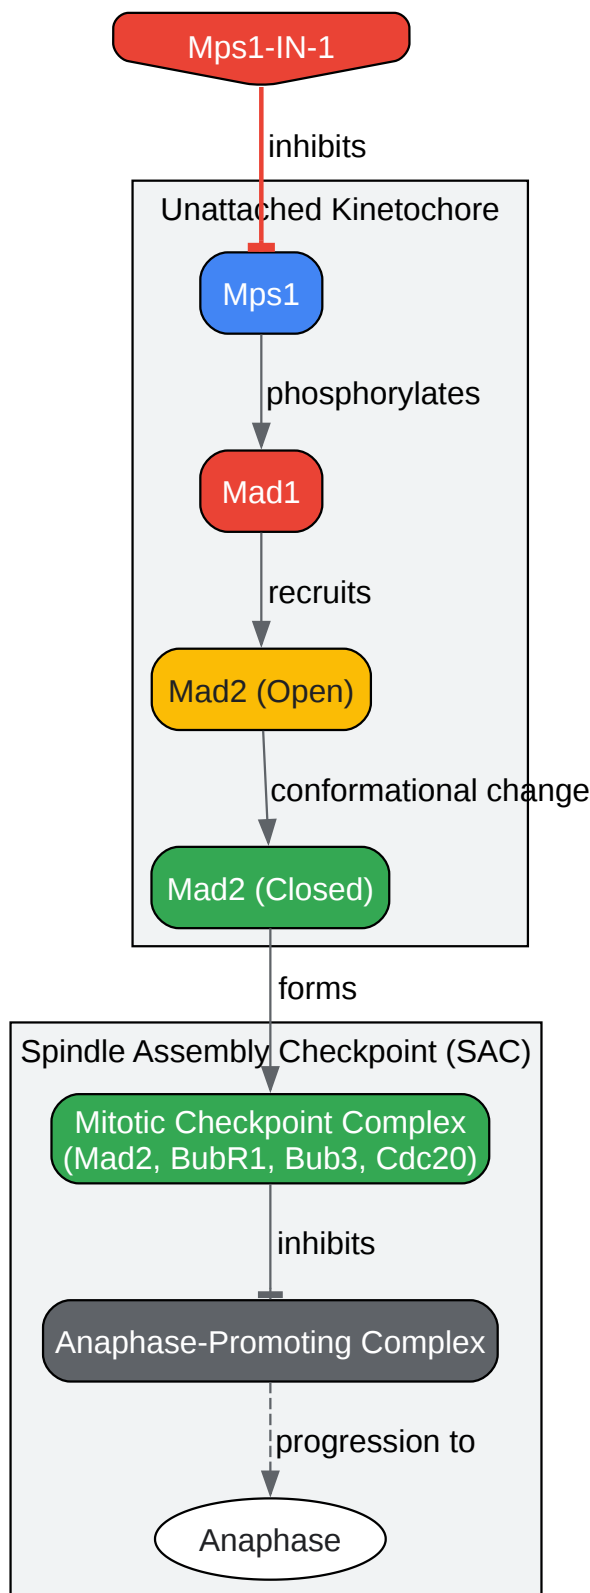 Mps1-IN-1
inhibits
Unattached Kinetochore
Mps1
phosphorylates
Mad1
recruits
Mad2 (Open)
conformational change
Mad2 (Closed)
forms
Spindle Assembly Checkpoint (SAC)
Mitotic Checkpoint Complex
(Mad2, BubR1, Bub3, Cdc20)
inhibits
Anaphase-Promoting Complex
progression to
Anaphase